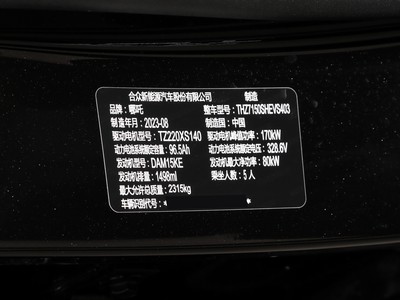 合众新能源汽车股份有限公司 制造
品牌：哪吒 整车型号：THZ7150SHEVS403
制造年月：2023-08 制造国：中国
驱动电机型号：TZ220XS140 驱动电机峰值功率：170kW
动力电池系统额定容量：96.5Ah 动力电池系统额定电压：328.6V
发动机型号：DAM15KE 发动机最大净功率：80kW
发动机排量：1498ml 乘坐人数：5人
最大允许总质量：2315kg
车辆识别代号：* *